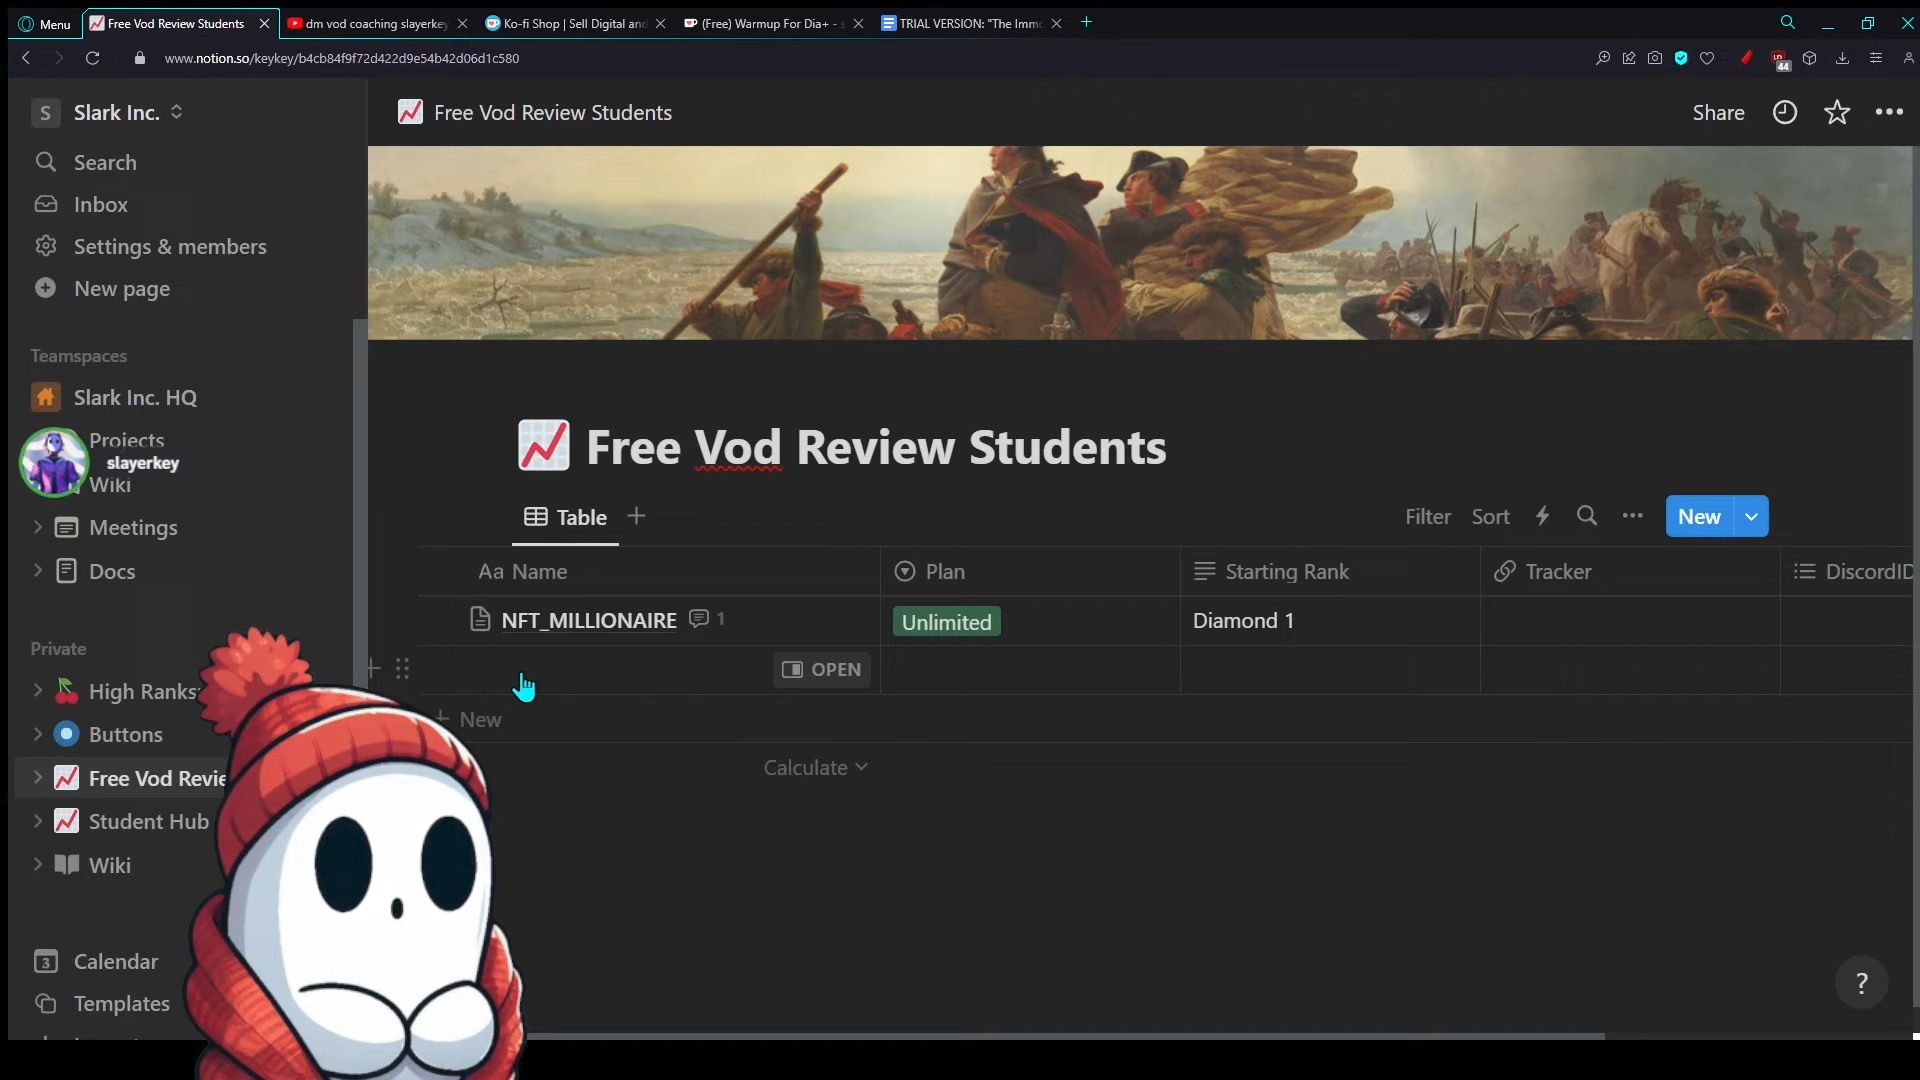 Menu
Free Vod Review Students
dm vod coaching slayerkey
Ko-fi Shop | Sell Digital and
(Free) Warmup For Dia+ - s
TRIAL VERSION: "The Immo
www.notion.so/keykey/b4cb84f9f72d422d9e54b42d06d1c580
44
S
Slark Inc.
Free Vod Review Students
Share
Search
Inbox
Settings & members
New page
Teamspaces
Slark Inc. HQ
Projects
slayerkey
Wiki
Meetings
Docs
Private
High Ranks
Buttons
Free Vod Revie
Student Hub
Wiki
3
Calendar
Templates
Free Vod Review Students
Table
Filter
Sort
New
Aa Name
Plan
Starting Rank
Tracker
DiscordID
NFT_MILLIONAIRE
1
Unlimited
Diamond 1
OPEN
New
Calculate
?